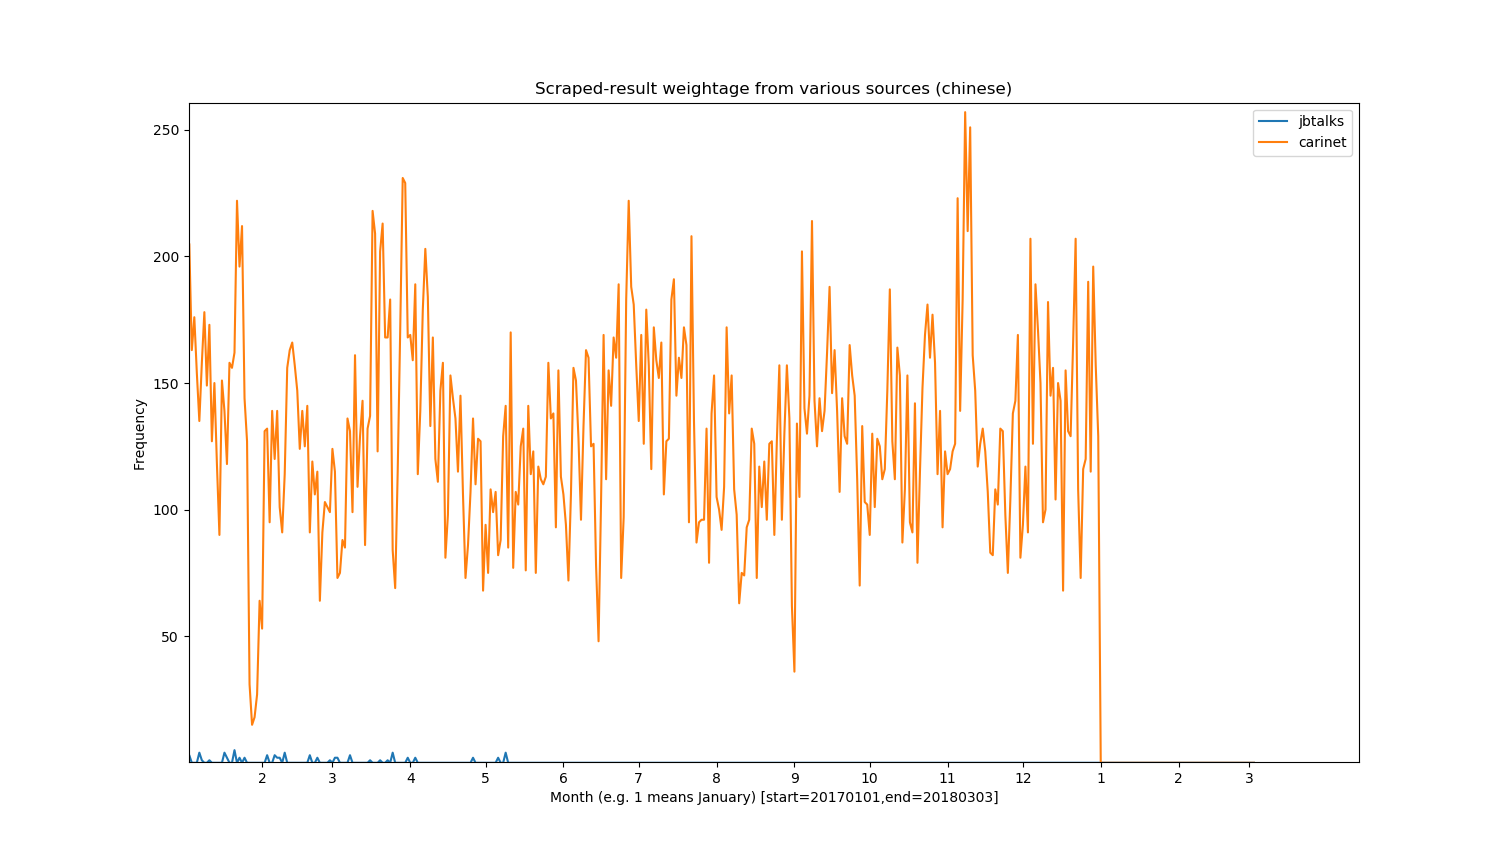 Scraped-result weightage from various sources (chinese)
jbtalks
carinet
Frequency
250
200
150
100
50
2 3 4 5 6 7 8 9 10 11 12 1 2 3
Month (e.g. 1 means January) [start=20170101,end=20180303]